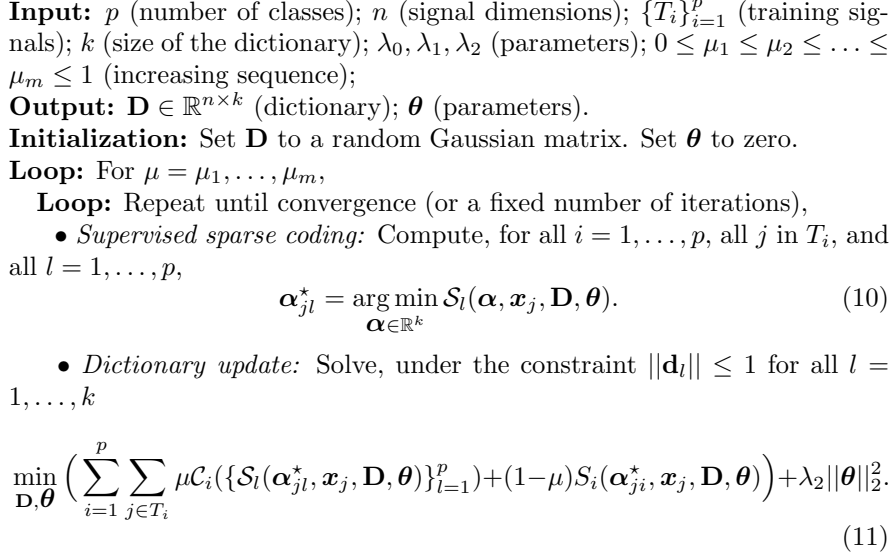 Input: p (number of classes); n (signal dimensions); {T_i}_{i=1}^p (training sig-
nals); k (size of the dictionary); λ_0, λ_1, λ_2 (parameters); 0 ≤ μ_1 ≤ μ_2 ≤ … ≤
μ_m ≤ 1 (increasing sequence);
Output: D ∈ ℝ^{n×k} (dictionary); θ (parameters).
Initialization: Set D to a random Gaussian matrix. Set θ to zero.
Loop: For μ = μ_1, …, μ_m,
Loop: Repeat until convergence (or a fixed number of iterations),
• Supervised sparse coding: Compute, for all i = 1, …, p, all j in T_i, and
all l = 1, …, p,
α*_{jl} = arg min_{α∈ℝ^k} S_l(α, x_j, D, θ). (10)
• Dictionary update: Solve, under the constraint ||d_l|| ≤ 1 for all l =
1, …, k
min_{D,θ} ( ∑_{i=1}^p ∑_{j∈T_i} μC_i({S_l(α*_{jl}, x_j, D, θ)}_{l=1}^p)+(1−μ)S_i(α*_{ji}, x_j, D, θ) ) +λ_2||θ||_2^2.
(11)